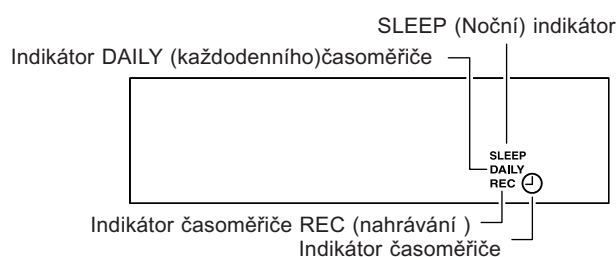 SLEEP (Noční) indikátor
Indikátor DAILY (každodenního)časoměřiče
SLEEP
DAILY
REC
Indikátor časoměřiče REC (nahrávání )
Indikátor časoměřiče